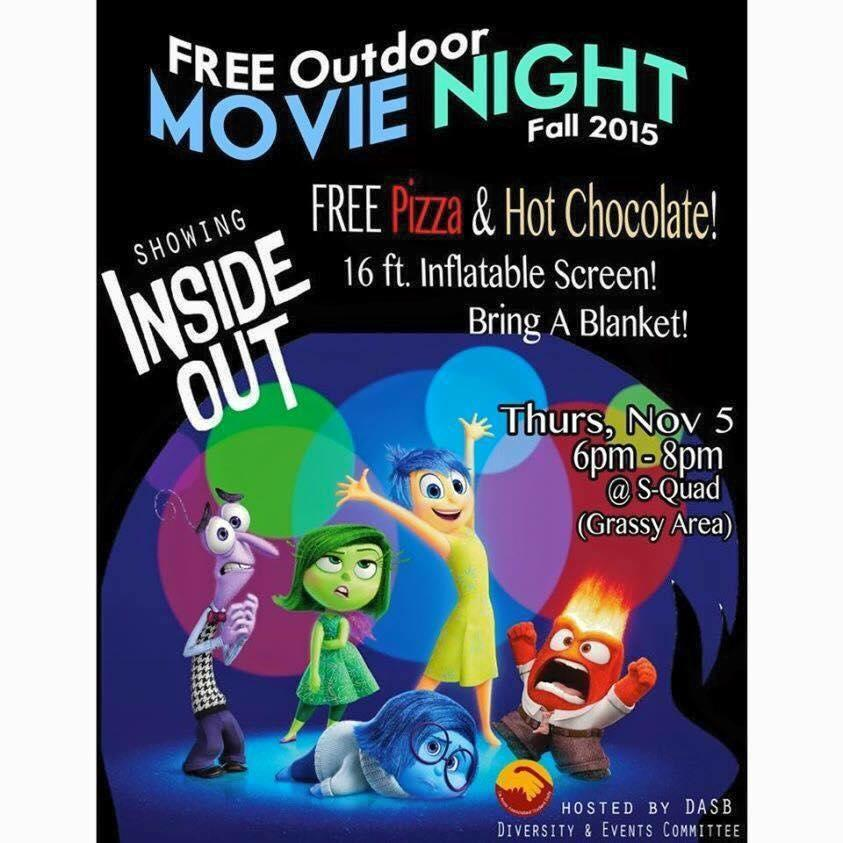 FREE Outdoor
MOVIE NIGHT
Fall 2015
FREE Pizza & Hot Chocolate!
SHOWING
INSIDE
OUT
16 ft. Inflatable Screen!
Bring A Blanket!
Thurs, Nov 5
6pm - 8pm
@ S-Quad
(Grassy Area)
HOSTED BY DASB
DIVERSITY & EVENTS COMMITTEE